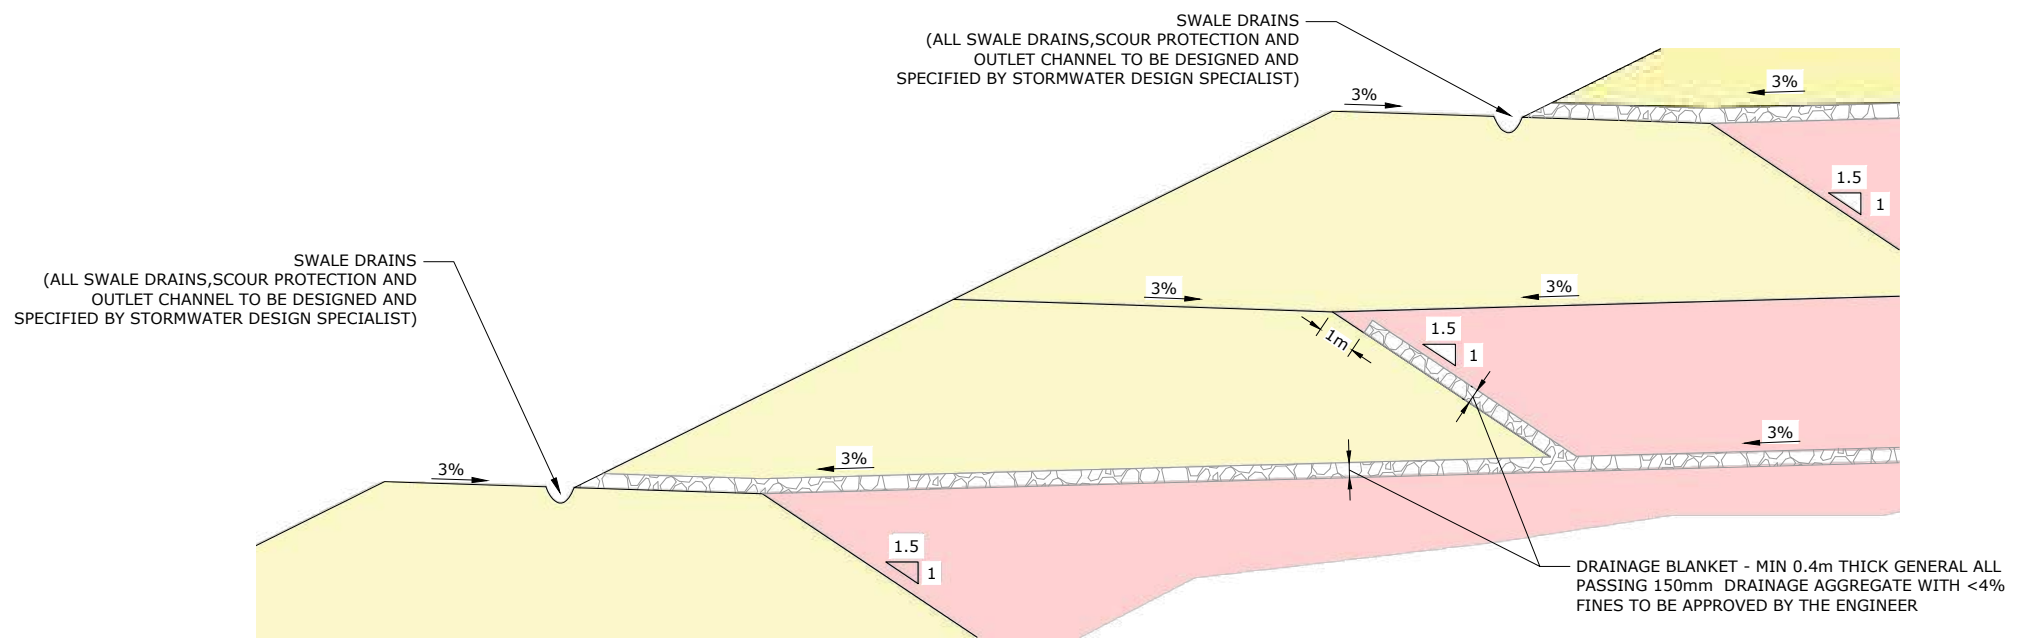 SWALE DRAINS
(ALL SWALE DRAINS,SCOUR PROTECTION AND
OUTLET CHANNEL TO BE DESIGNED AND
SPECIFIED BY STORMWATER DESIGN SPECIALIST)
3%
3%
1.5
1
SWALE DRAINS
(ALL SWALE DRAINS,SCOUR PROTECTION AND
OUTLET CHANNEL TO BE DESIGNED AND
SPECIFIED BY STORMWATER DESIGN SPECIALIST)
3%
3%
1m
1.5
1
3%
3%
3%
1.5
1
DRAINAGE BLANKET - MIN 0.4m THICK GENERAL ALL
PASSING 150mm DRAINAGE AGGREGATE WITH <4%
FINES TO BE APPROVED BY THE ENGINEER